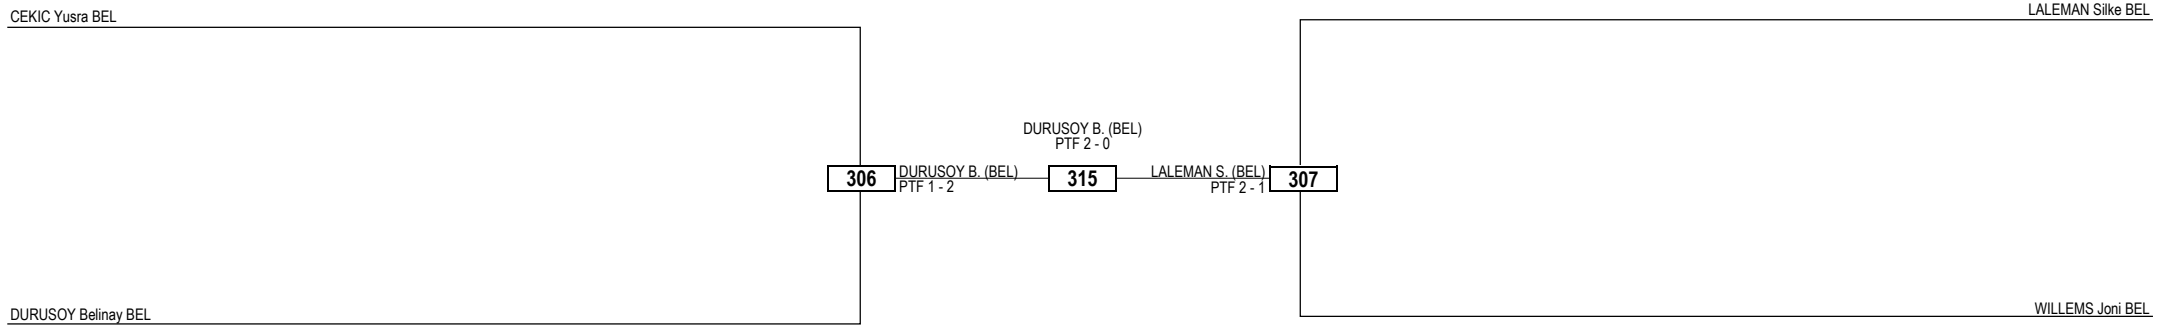 CEKIC Yusra BEL
LALEMAN Silke BEL
DURUSOY B. (BEL)
PTF 2 - 0
306
DURUSOY B. (BEL)
PTF 1 - 2
315
LALEMAN S. (BEL)
PTF 2 - 1
307
DURUSOY Belinay BEL
WILLEMS Joni BEL